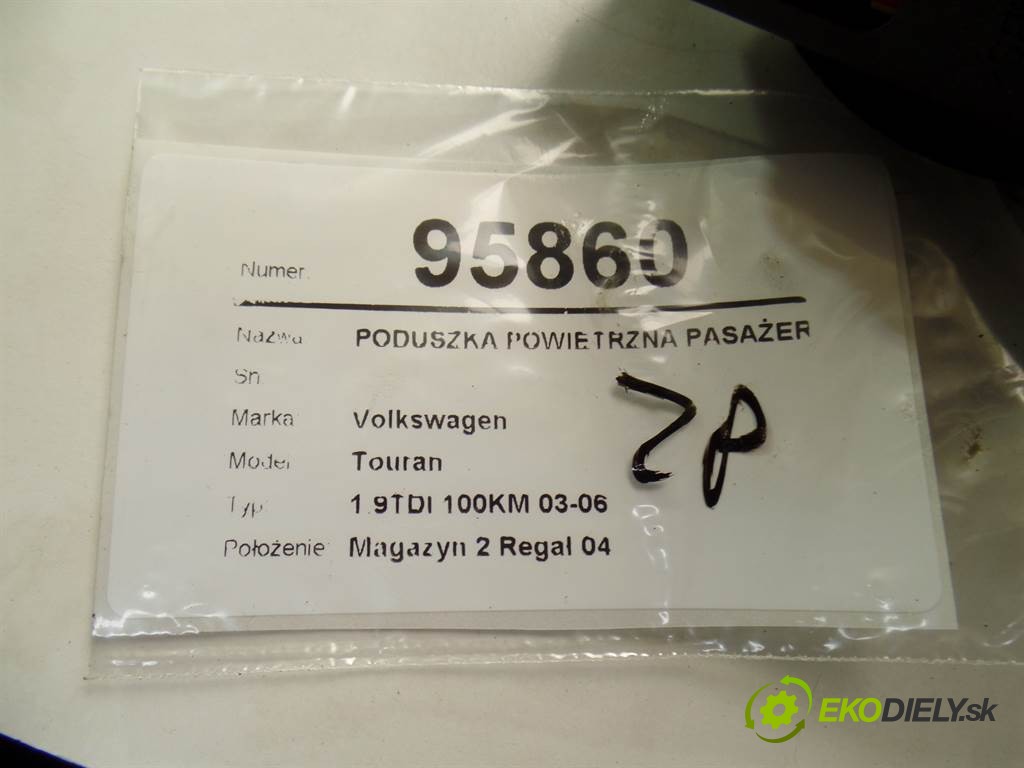 Numer: 95860
Nazwa PODUSZKA POWIETRZNA PASAŻER
Sn
Marka Volkswagen
Model Touran
Typ: 1.9TDI 100KM 03-06
Położenie Magazyn 2 Regał 04
ZP
EKODIELY.sk